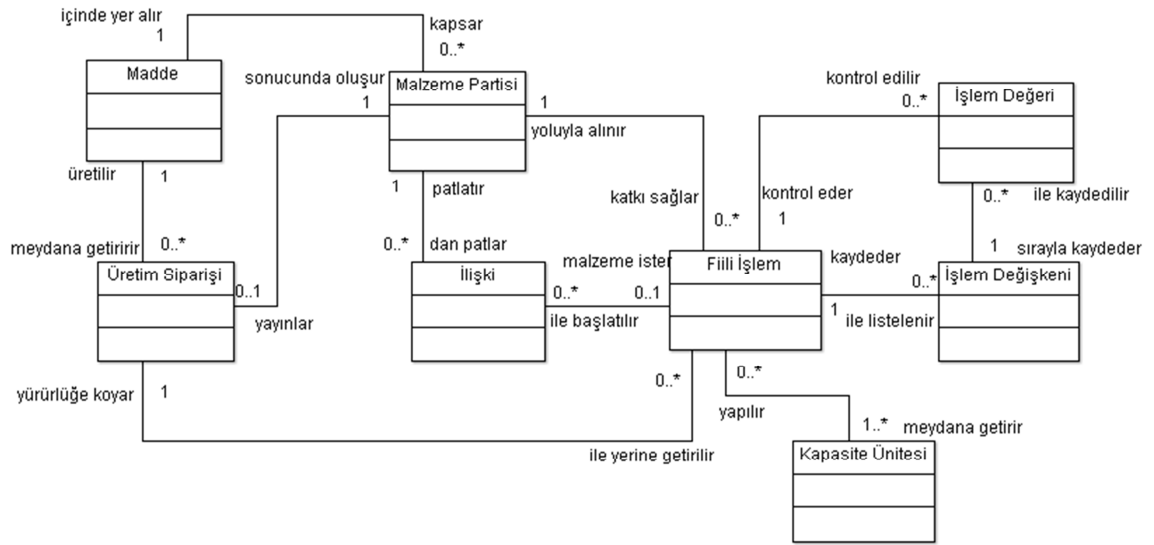 içinde yer alır
1
kapsar
0..*
Madde
sonucunda oluşur
1
Malzeme Partisi
1
yoluyla alınır
kontrol edilir
0..*
İşlem Değeri
üretilir
1
1
patlatır
katkı sağlar
0..*
kontrol eder
1
0..*
ile kaydedilir
meydana getiririr
0..*
0..*
dan patlar
malzeme ister
kaydeder
1
sırayla kaydeder
Üretim Siparişi
0..1
yayınlar
İlişki
0..*
0..1
ile başlatılır
Fiili İşlem
0..*
1
ile listelenir
İşlem Değişkeni
yürürlüğe koyar
1
0..*
0..*
yapılır
1..*
meydana getirir
ile yerine getirilir
Kapasite Ünitesi